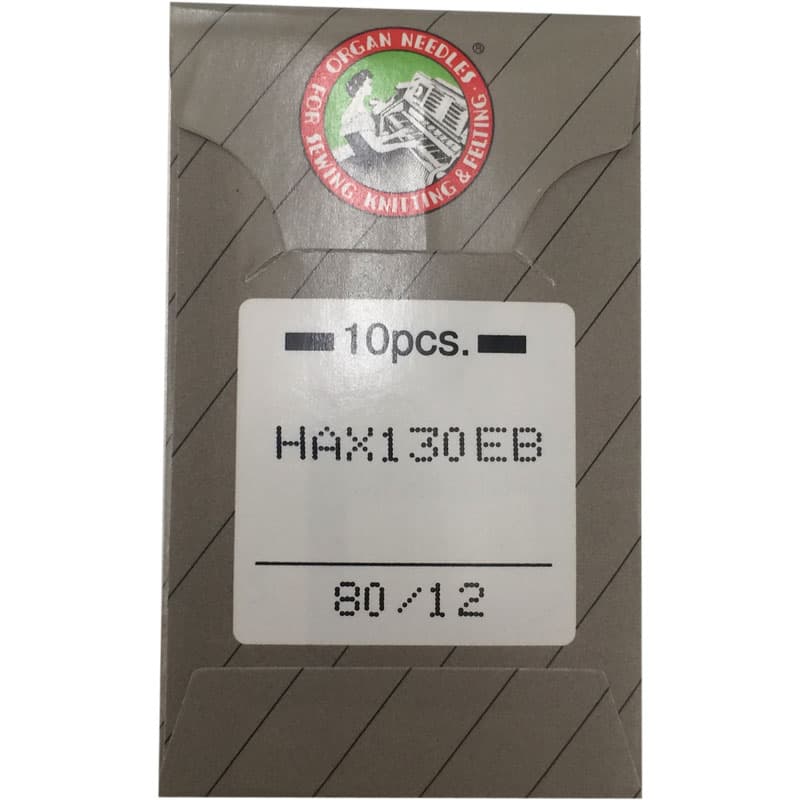 ORGAN NEEDLES ®
FOR SEWING, KNITTING & FELTING
10pcs.
HAX130EB
80/12